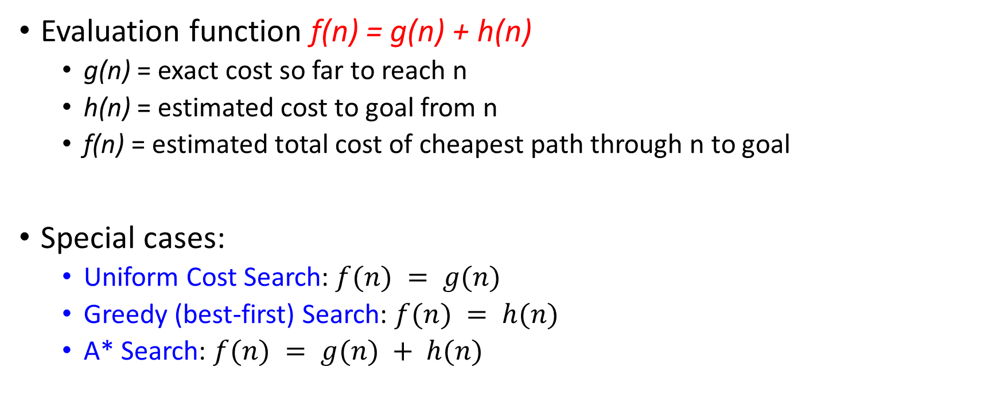 • Evaluation function f(n) = g(n) + h(n)
• g(n) = exact cost so far to reach n
• h(n) = estimated cost to goal from n
• f(n) = estimated total cost of cheapest path through n to goal
• Special cases:
• Uniform Cost Search: f(n) = g(n)
• Greedy (best-first) Search: f(n) = h(n)
• A* Search: f(n) = g(n) + h(n)